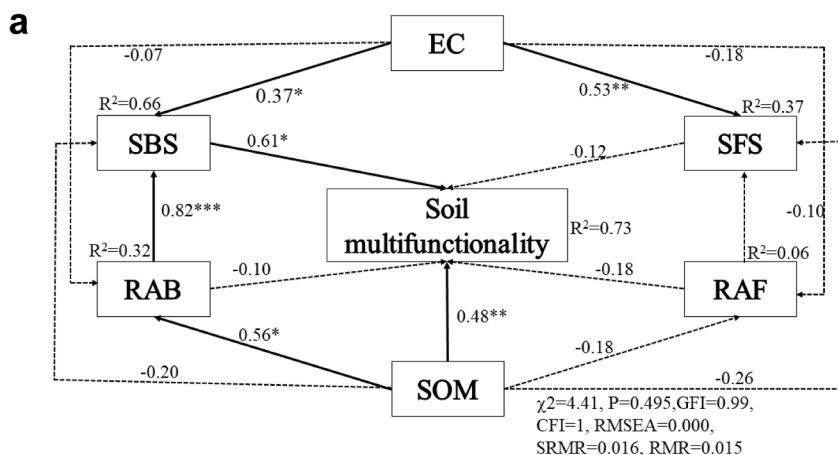 a
-0.07
EC
-0.18
0.37*
0.53**
R²=0.66
R²=0.37
SBS
0.61*
-0.12
SFS
0.82***
Soil
multifunctionality
R²=0.73
-0.10
R²=0.32
R²=0.06
RAB
-0.10
-0.18
RAF
0.48**
0.56*
-0.18
-0.20
SOM
-0.26
χ2=4.41, P=0.495,GFI=0.99,
CFI=1, RMSEA=0.000,
SRMR=0.016, RMR=0.015